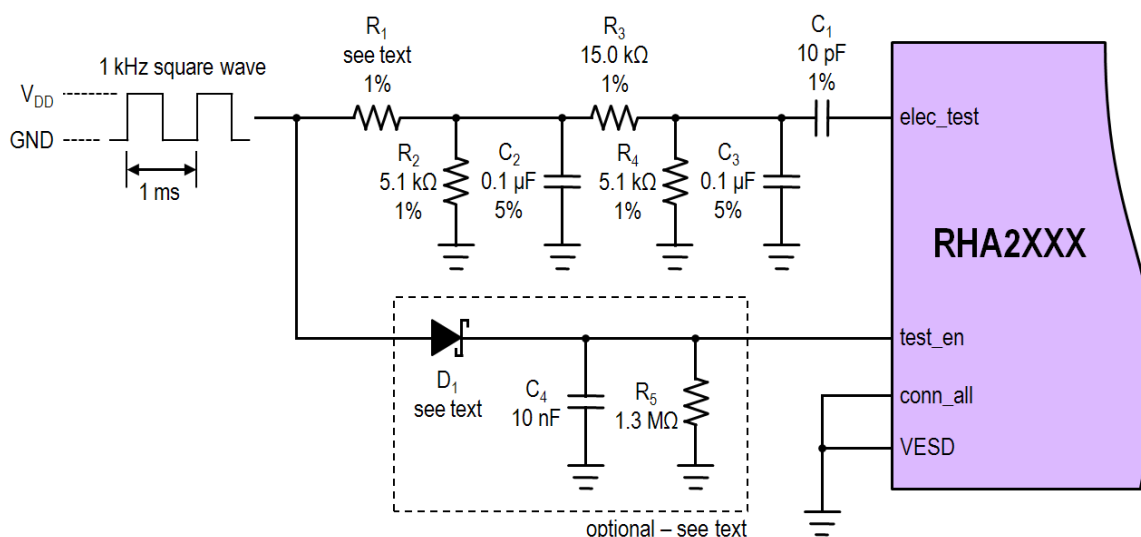 R1
see text
1%
R3
15.0 kΩ
1%
C1
10 pF
1%
1 kHz square wave
VDD
GND
1 ms
R2
5.1 kΩ
1%
C2
0.1 µF
5%
R4
5.1 kΩ
1%
C3
0.1 µF
5%
elec_test
RHA2XXX
D1
see text
C4
10 nF
R5
1.3 MΩ
test_en
conn_all
VESD
optional – see text